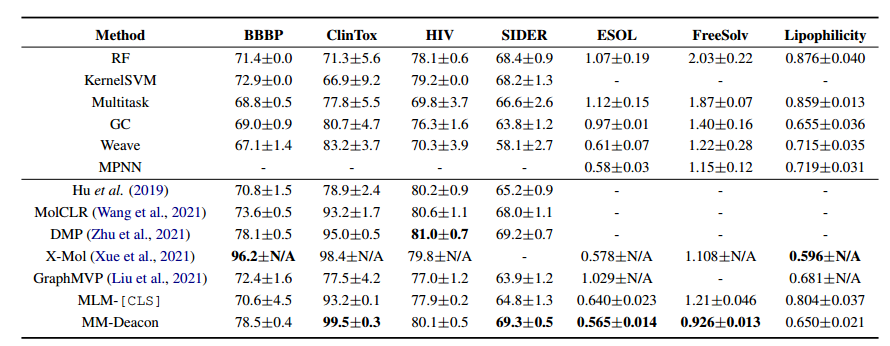 Method BBBP ClinTox HIV SIDER ESOL FreeSolv Lipophilicity
RF 71.4±0.0 71.3±5.6 78.1±0.6 68.4±0.9 1.07±0.19 2.03±0.22 0.876±0.040
KernelSVM 72.9±0.0 66.9±9.2 79.2±0.0 68.2±1.3 - - -
Multitask 68.8±0.5 77.8±5.5 69.8±3.7 66.6±2.6 1.12±0.15 1.87±0.07 0.859±0.013
GC 69.0±0.9 80.7±4.7 76.3±1.6 63.8±1.2 0.97±0.01 1.40±0.16 0.655±0.036
Weave 67.1±1.4 83.2±3.7 70.3±3.9 58.1±2.7 0.61±0.07 1.22±0.28 0.715±0.035
MPNN - - - - 0.58±0.03 1.15±0.12 0.719±0.031
Hu et al. (2019) 70.8±1.5 78.9±2.4 80.2±0.9 65.2±0.9 - - -
MolCLR (Wang et al., 2021) 73.6±0.5 93.2±1.7 80.6±1.1 68.0±1.1 - - -
DMP (Zhu et al., 2021) 78.1±0.5 95.0±0.5 81.0±0.7 69.2±0.7 - - -
X-Mol (Xue et al., 2021) 96.2±N/A 98.4±N/A 79.8±N/A - 0.578±N/A 1.108±N/A 0.596±N/A
GraphMVP (Liu et al., 2021) 72.4±1.6 77.5±4.2 77.0±1.2 63.9±1.2 1.029±N/A - 0.681±N/A
MLM-[CLS] 70.6±4.5 93.2±0.1 77.9±0.2 64.8±1.3 0.640±0.023 1.21±0.046 0.804±0.037
MM-Deacon 78.5±0.4 99.5±0.3 80.1±0.5 69.3±0.5 0.565±0.014 0.926±0.013 0.650±0.021